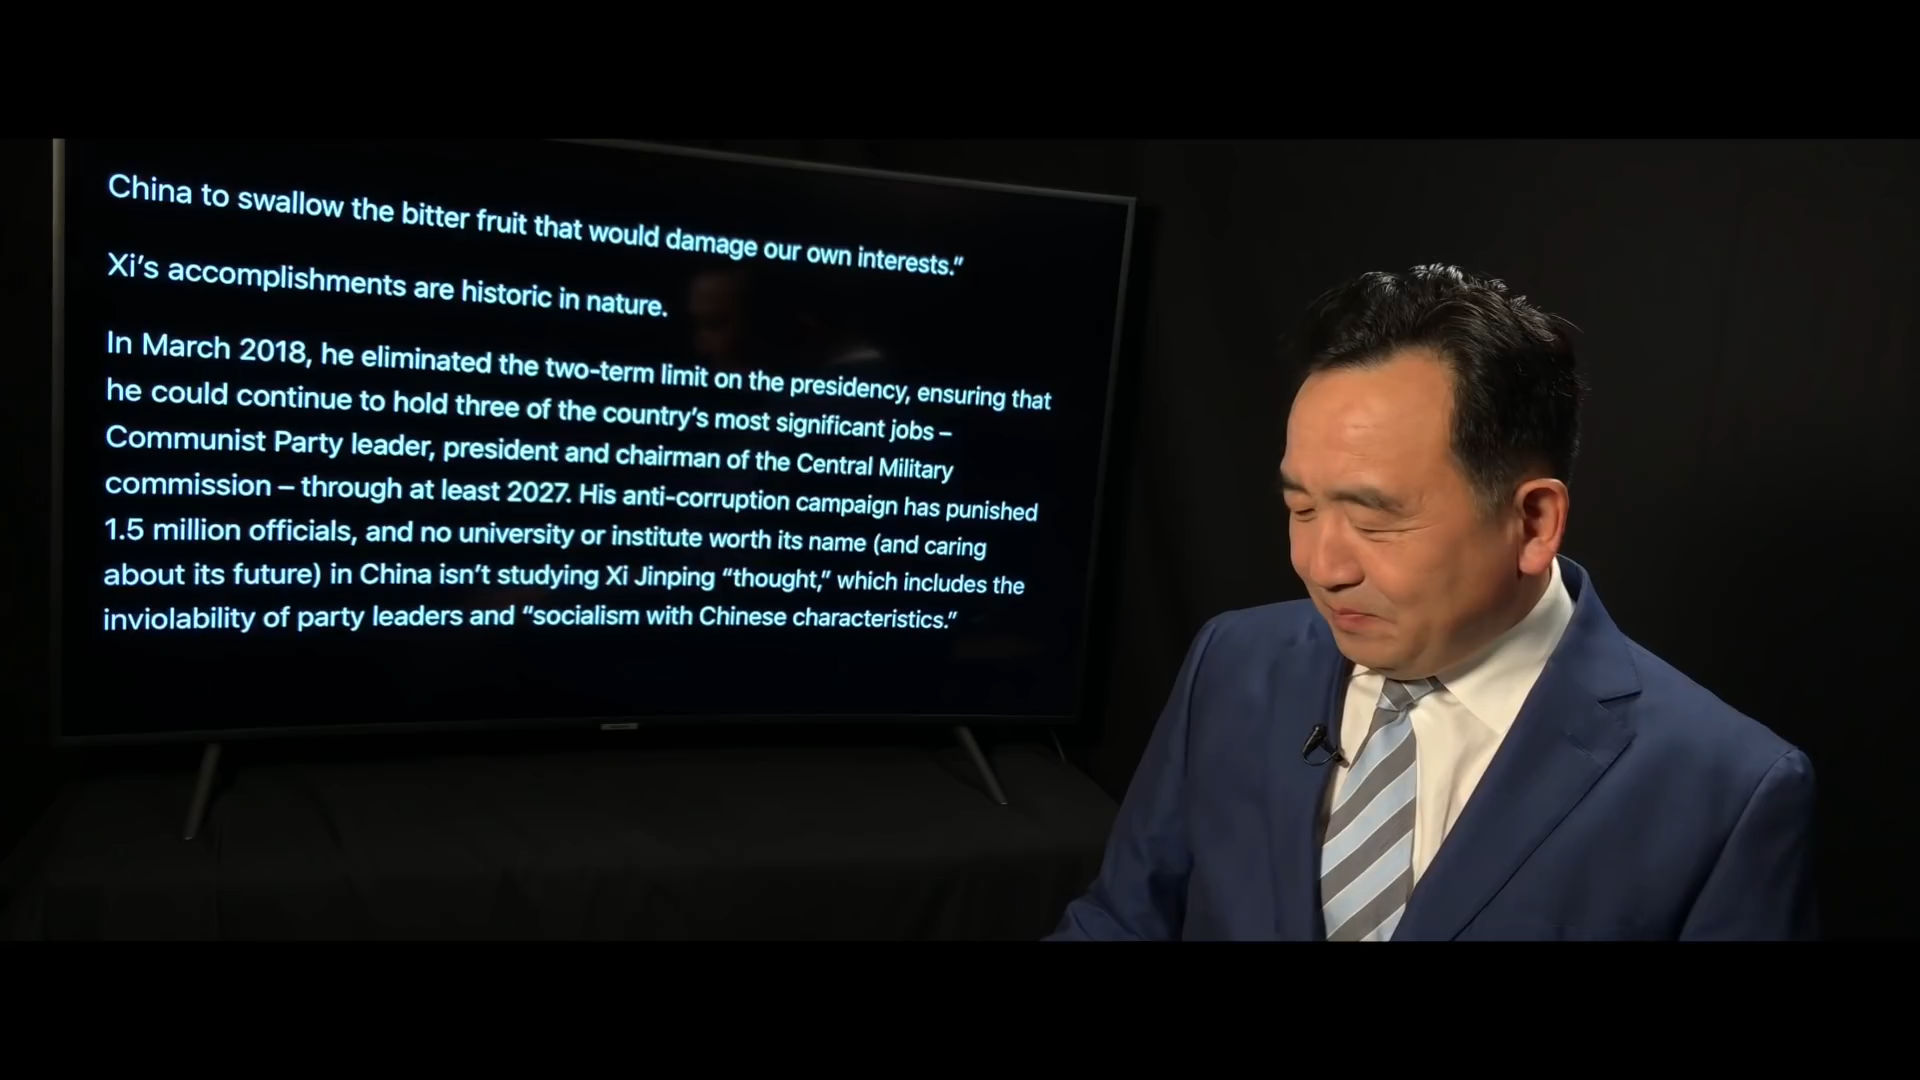 China to swallow the bitter fruit that would damage our own interests.”
Xi’s accomplishments are historic in nature.
In March 2018, he eliminated the two-term limit on the presidency, ensuring that
he could continue to hold three of the country’s most significant jobs –
Communist Party leader, president and chairman of the Central Military
commission – through at least 2027. His anti-corruption campaign has punished
1.5 million officials, and no university or institute worth its name (and caring
about its future) in China isn’t studying Xi Jinping “thought,” which includes the
inviolability of party leaders and “socialism with Chinese characteristics.”